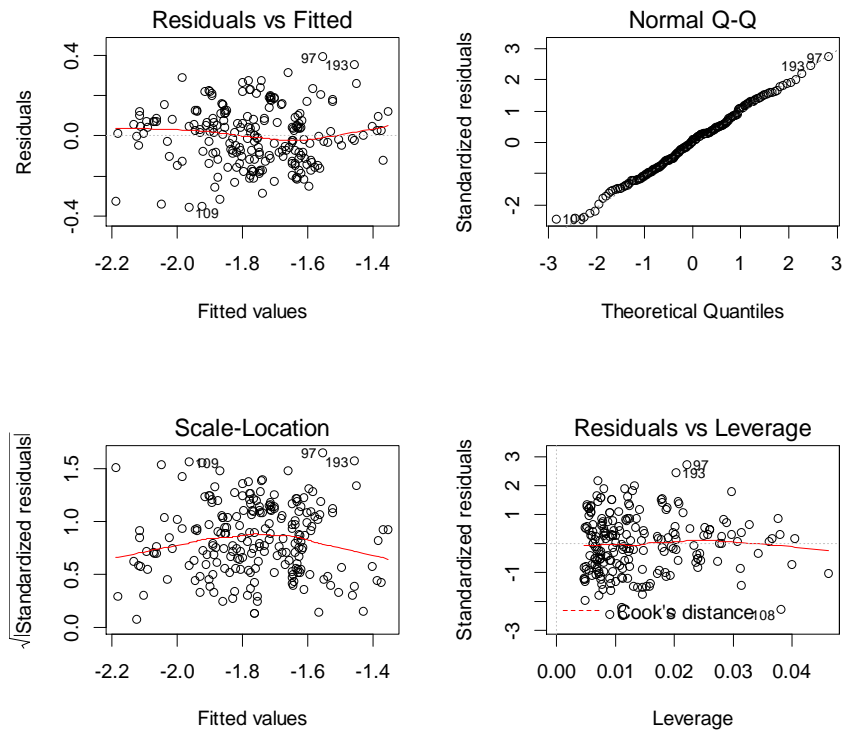 Residuals vs Fitted
Residuals
-0.4 0.0 0.4
97
193
109
-2.2 -2.0 -1.8 -1.6 -1.4
Fitted values
Normal Q-Q
Standardized residuals
-2 0 1 2 3
97
193
109
-3 -2 -1 0 1 2 3
Theoretical Quantiles
Scale-Location
√|Standardized residuals|
0.0 0.5 1.0 1.5
109
97
193
-2.2 -2.0 -1.8 -1.6 -1.4
Fitted values
Residuals vs Leverage
Standardized residuals
-3 -1 0 1 2 3
97
193
Cook's distance
108
0.00 0.01 0.02 0.03 0.04
Leverage